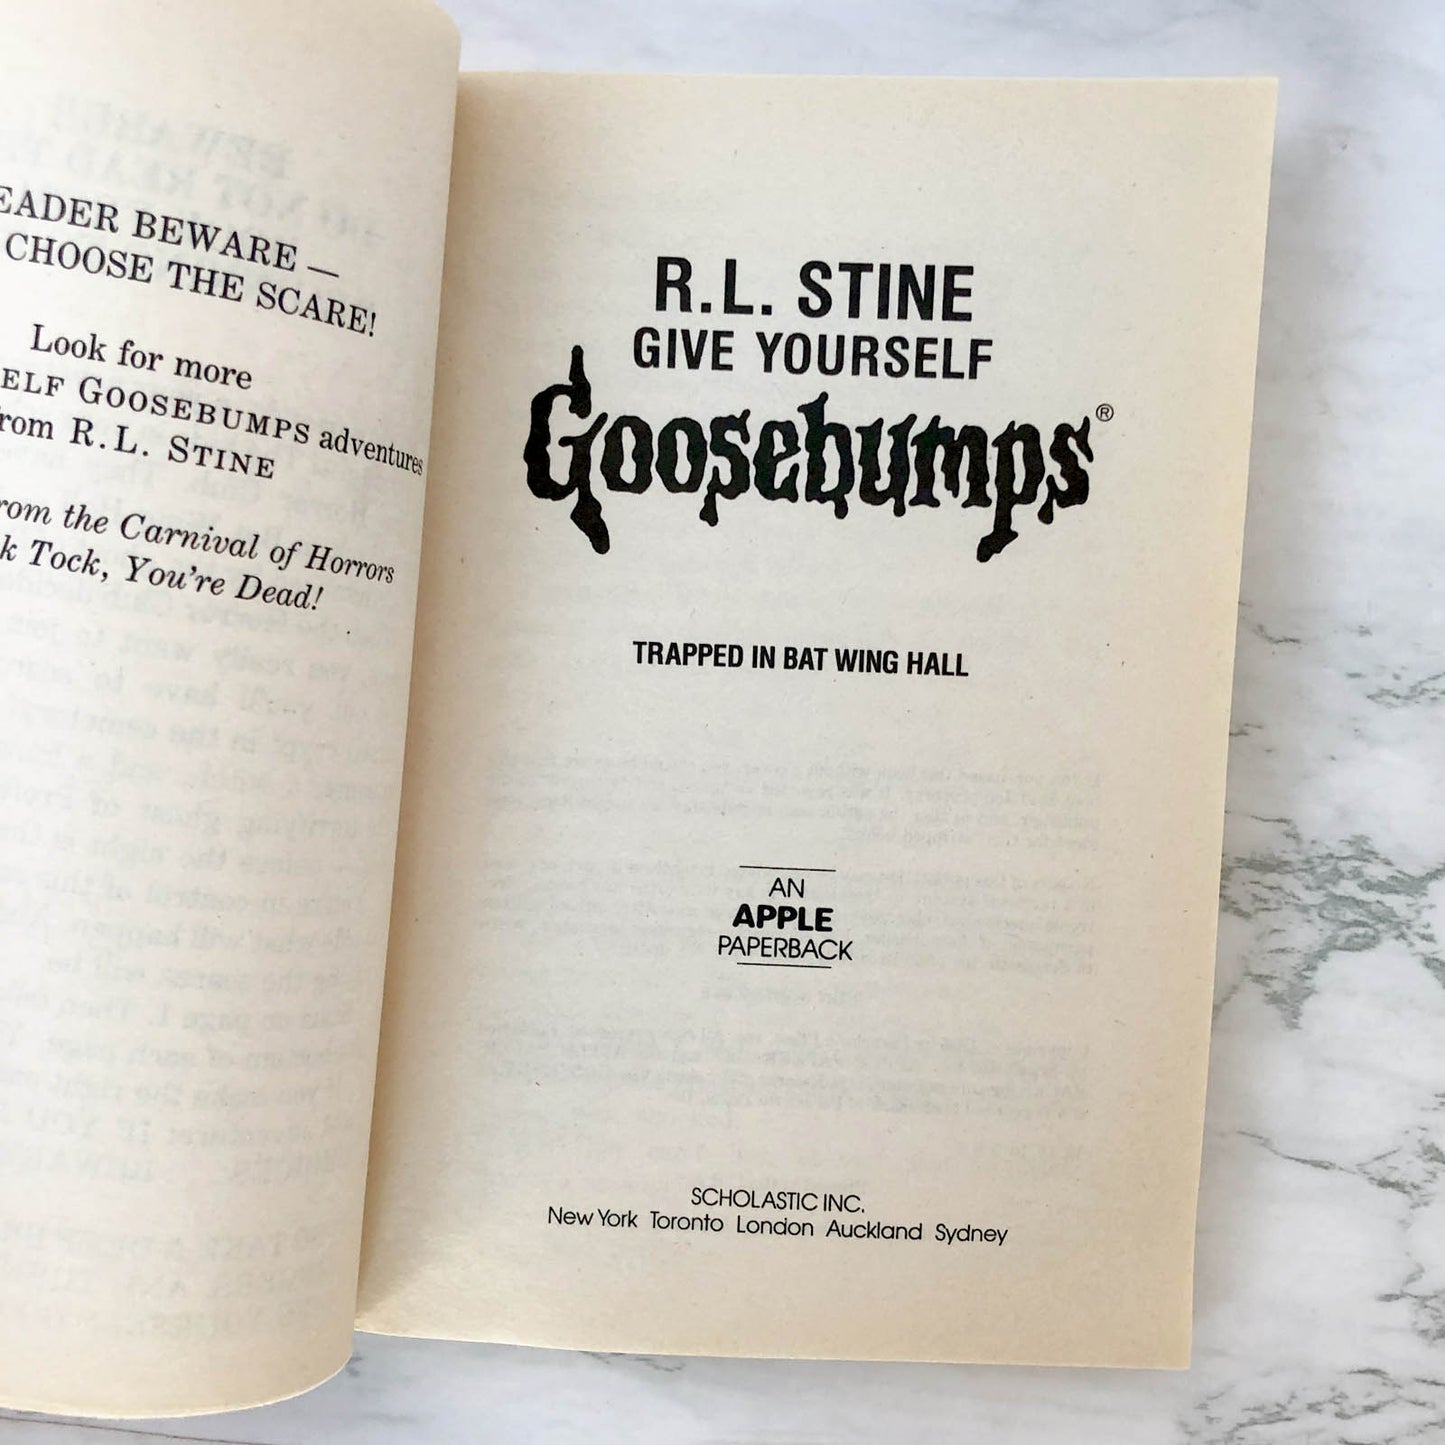 EADER BEWARE —
CHOOSE THE SCARE!
Look for more
ELF GOOSEBUMPS adventures
rom R.L. STINE
rom the Carnival of Horrors
k Tock, You're Dead!
R.L. STINE
GIVE YOURSELF
Goosebumps®
TRAPPED IN BAT WING HALL
AN
APPLE
PAPERBACK
SCHOLASTIC INC.
New York Toronto London Auckland Sydney